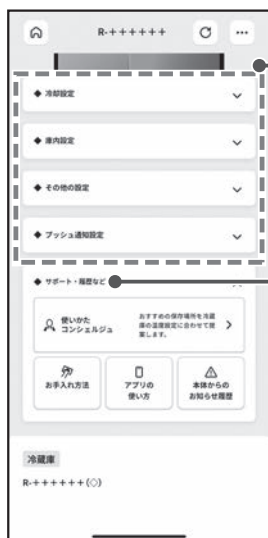 R-++++++
冷却設定
庫内設定
その他の設定
プッシュ通知設定
サポート・履歴など
使いかた
コンシェルジュ
おすすめの保存場所を冷蔵
庫の温度設定に合わせて提
案します。
お手入れ方法
アプリの
使い方
本体からの
お知らせ履歴
冷蔵庫
R-++++++(◇)